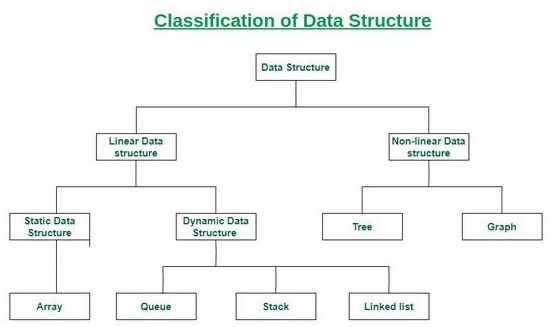 Classification of Data Structure
Data Structure
Linear Data
structure
Non-linear Data
structure
Static Data
Structure
Dynamic Data
Structure
Tree
Graph
Array
Queue
Stack
Linked list